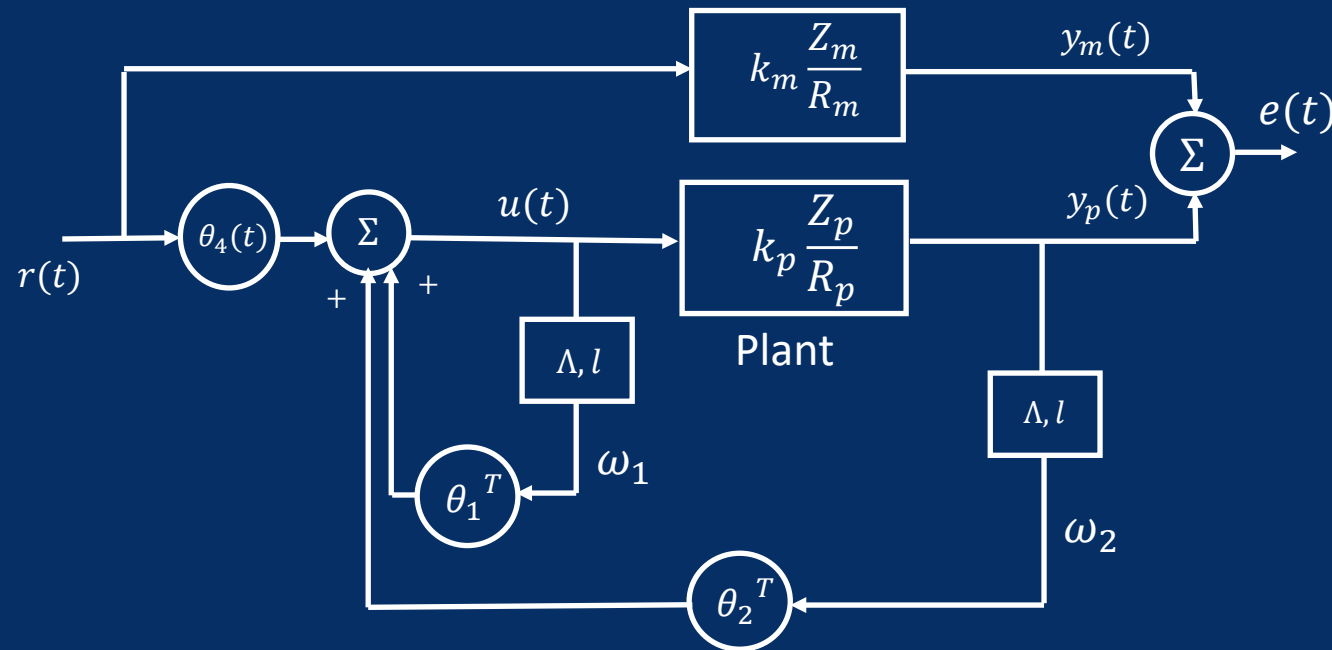 k_m Z_m/R_m
y_m(t)
e(t)
Σ
r(t)
θ_4(t)
Σ
u(t)
k_p Z_p/R_p
y_p(t)
+ +
Plant
Λ, l
Λ, l
θ_1^T
ω_1
ω_2
θ_2^T